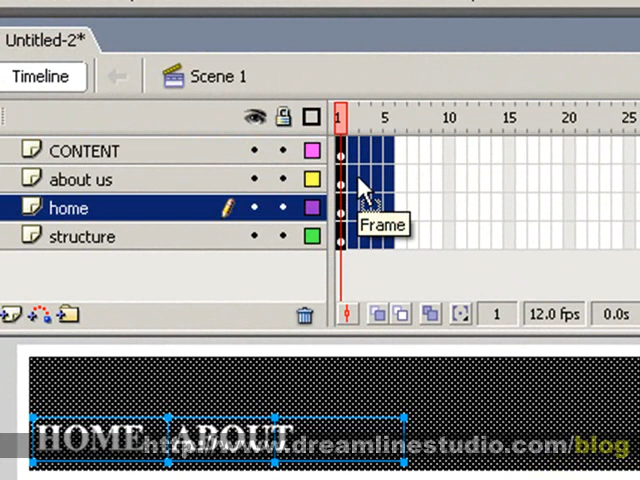 Untitled-2*
Timeline Scene 1
1 5 10 15 20 25
CONTENT
about us
home
structure
Frame
1 12.0 fps 0.0s
HOME ABOUT
http://www.dreamlinestudio.com/blog